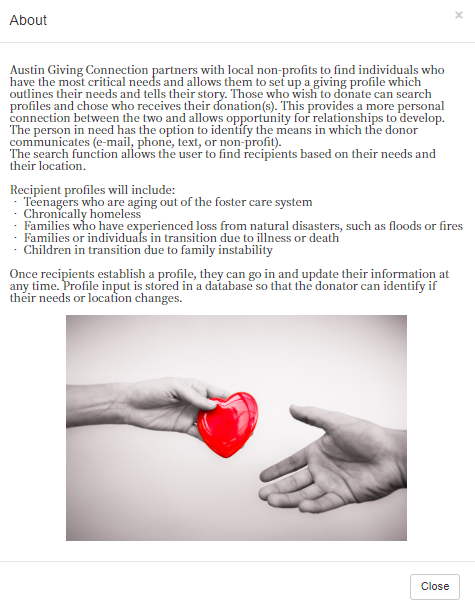 About
×
Austin Giving Connection partners with local non-profits to find individuals who
have the most critical needs and allows them to set up a giving profile which
outlines their needs and tells their story. Those who wish to donate can search
profiles and chose who receives their donation(s). This provides a more personal
connection between the two and allows opportunity for relationships to develop.
The person in need has the option to identify the means in which the donor
communicates (e-mail, phone, text, or non-profit).
The search function allows the user to find recipients based on their needs and
their location.
Recipient profiles will include:
· Teenagers who are aging out of the foster care system
· Chronically homeless
· Families who have experienced loss from natural disasters, such as floods or fires
· Families or individuals in transition due to illness or death
· Children in transition due to family instability
Once recipients establish a profile, they can go in and update their information at
any time. Profile input is stored in a database so that the donator can identify if
their needs or location changes.
Close